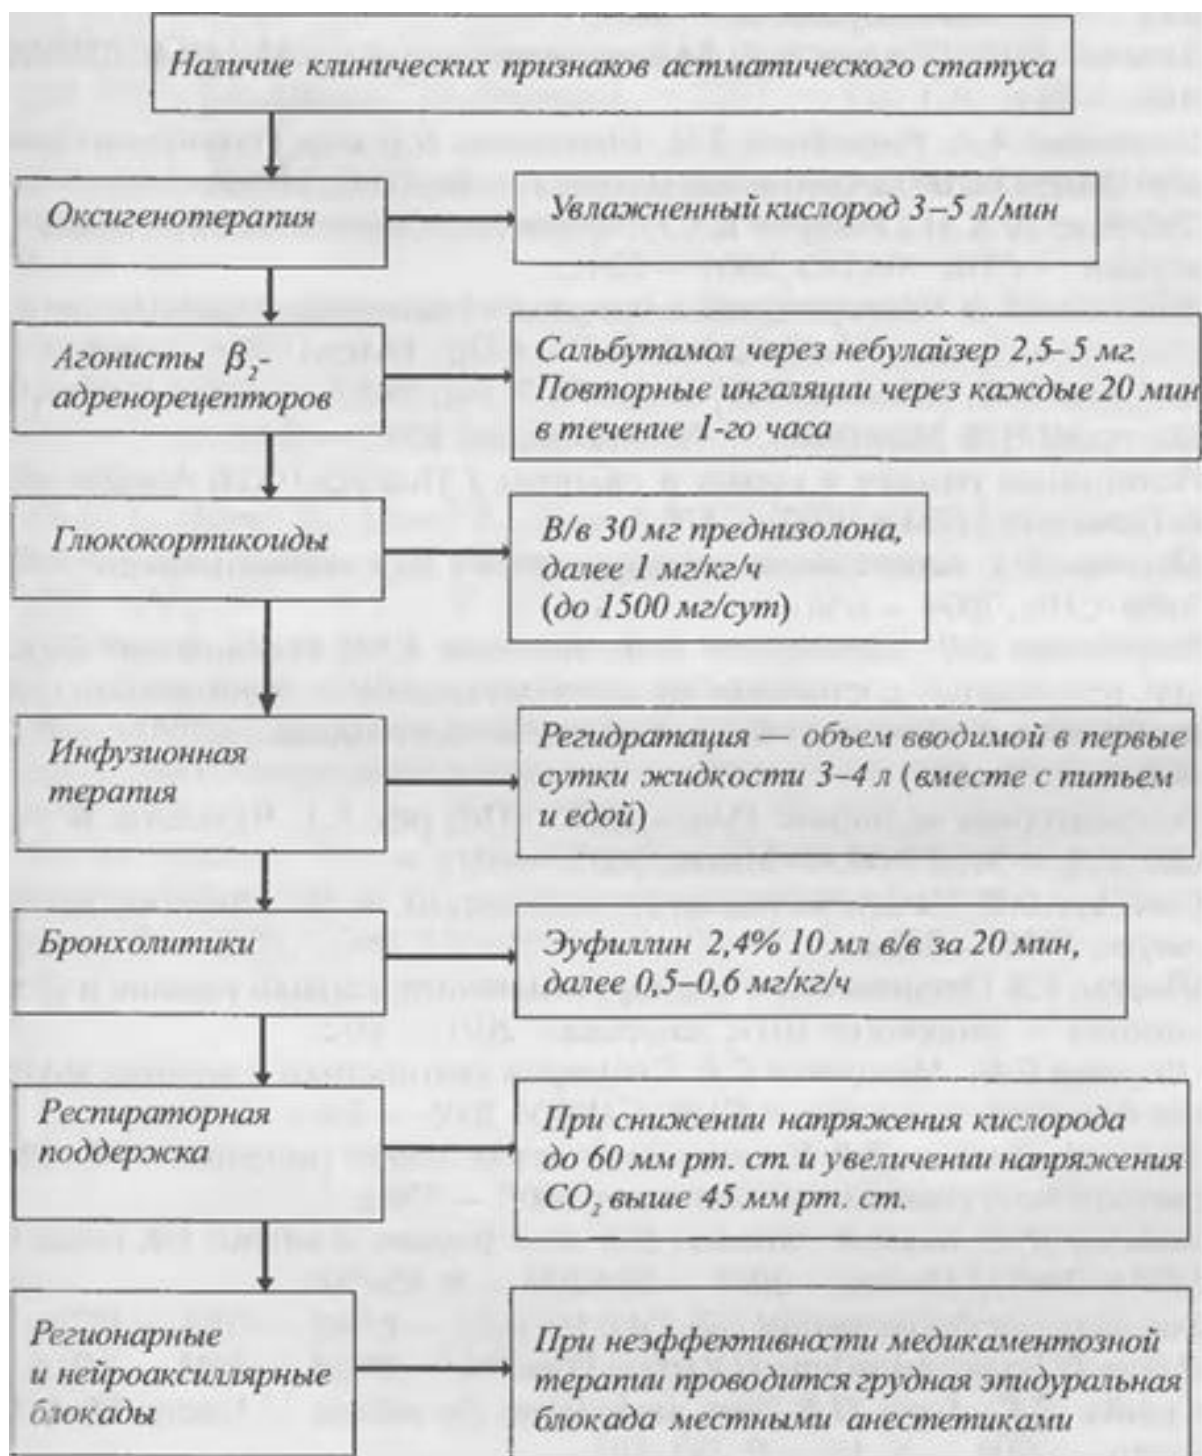 Наличие клинических признаков астматического статуса
Оксигенотерапия
Увлажненный кислород 3–5 л/мин
Агонисты β2-
адренорецепторов
Сальбутамол через небулайзер 2,5–5 мг.
Повторные ингаляции через каждые 20 мин
в течение 1-го часа
Глюкокортикоиды
В/в 30 мг преднизолона,
далее 1 мг/кг/ч
(до 1500 мг/сут)
Инфузионная
терапия
Регидратация — объем вводимой в первые
сутки жидкости 3–4 л (вместе с питьем
и едой)
Бронхолитики
Эуфиллин 2,4% 10 мл в/в за 20 мин,
далее 0,5–0,6 мг/кг/ч
Респираторная
поддержка
При снижении напряжения кислорода
до 60 мм рт. ст. и увеличении напряжения
СО2 выше 45 мм рт. ст.
Регионарные
и нейроаксиллярные
блокады
При неэффективности медикаментозной
терапии проводится грудная эпидуральная
блокада местными анестетиками